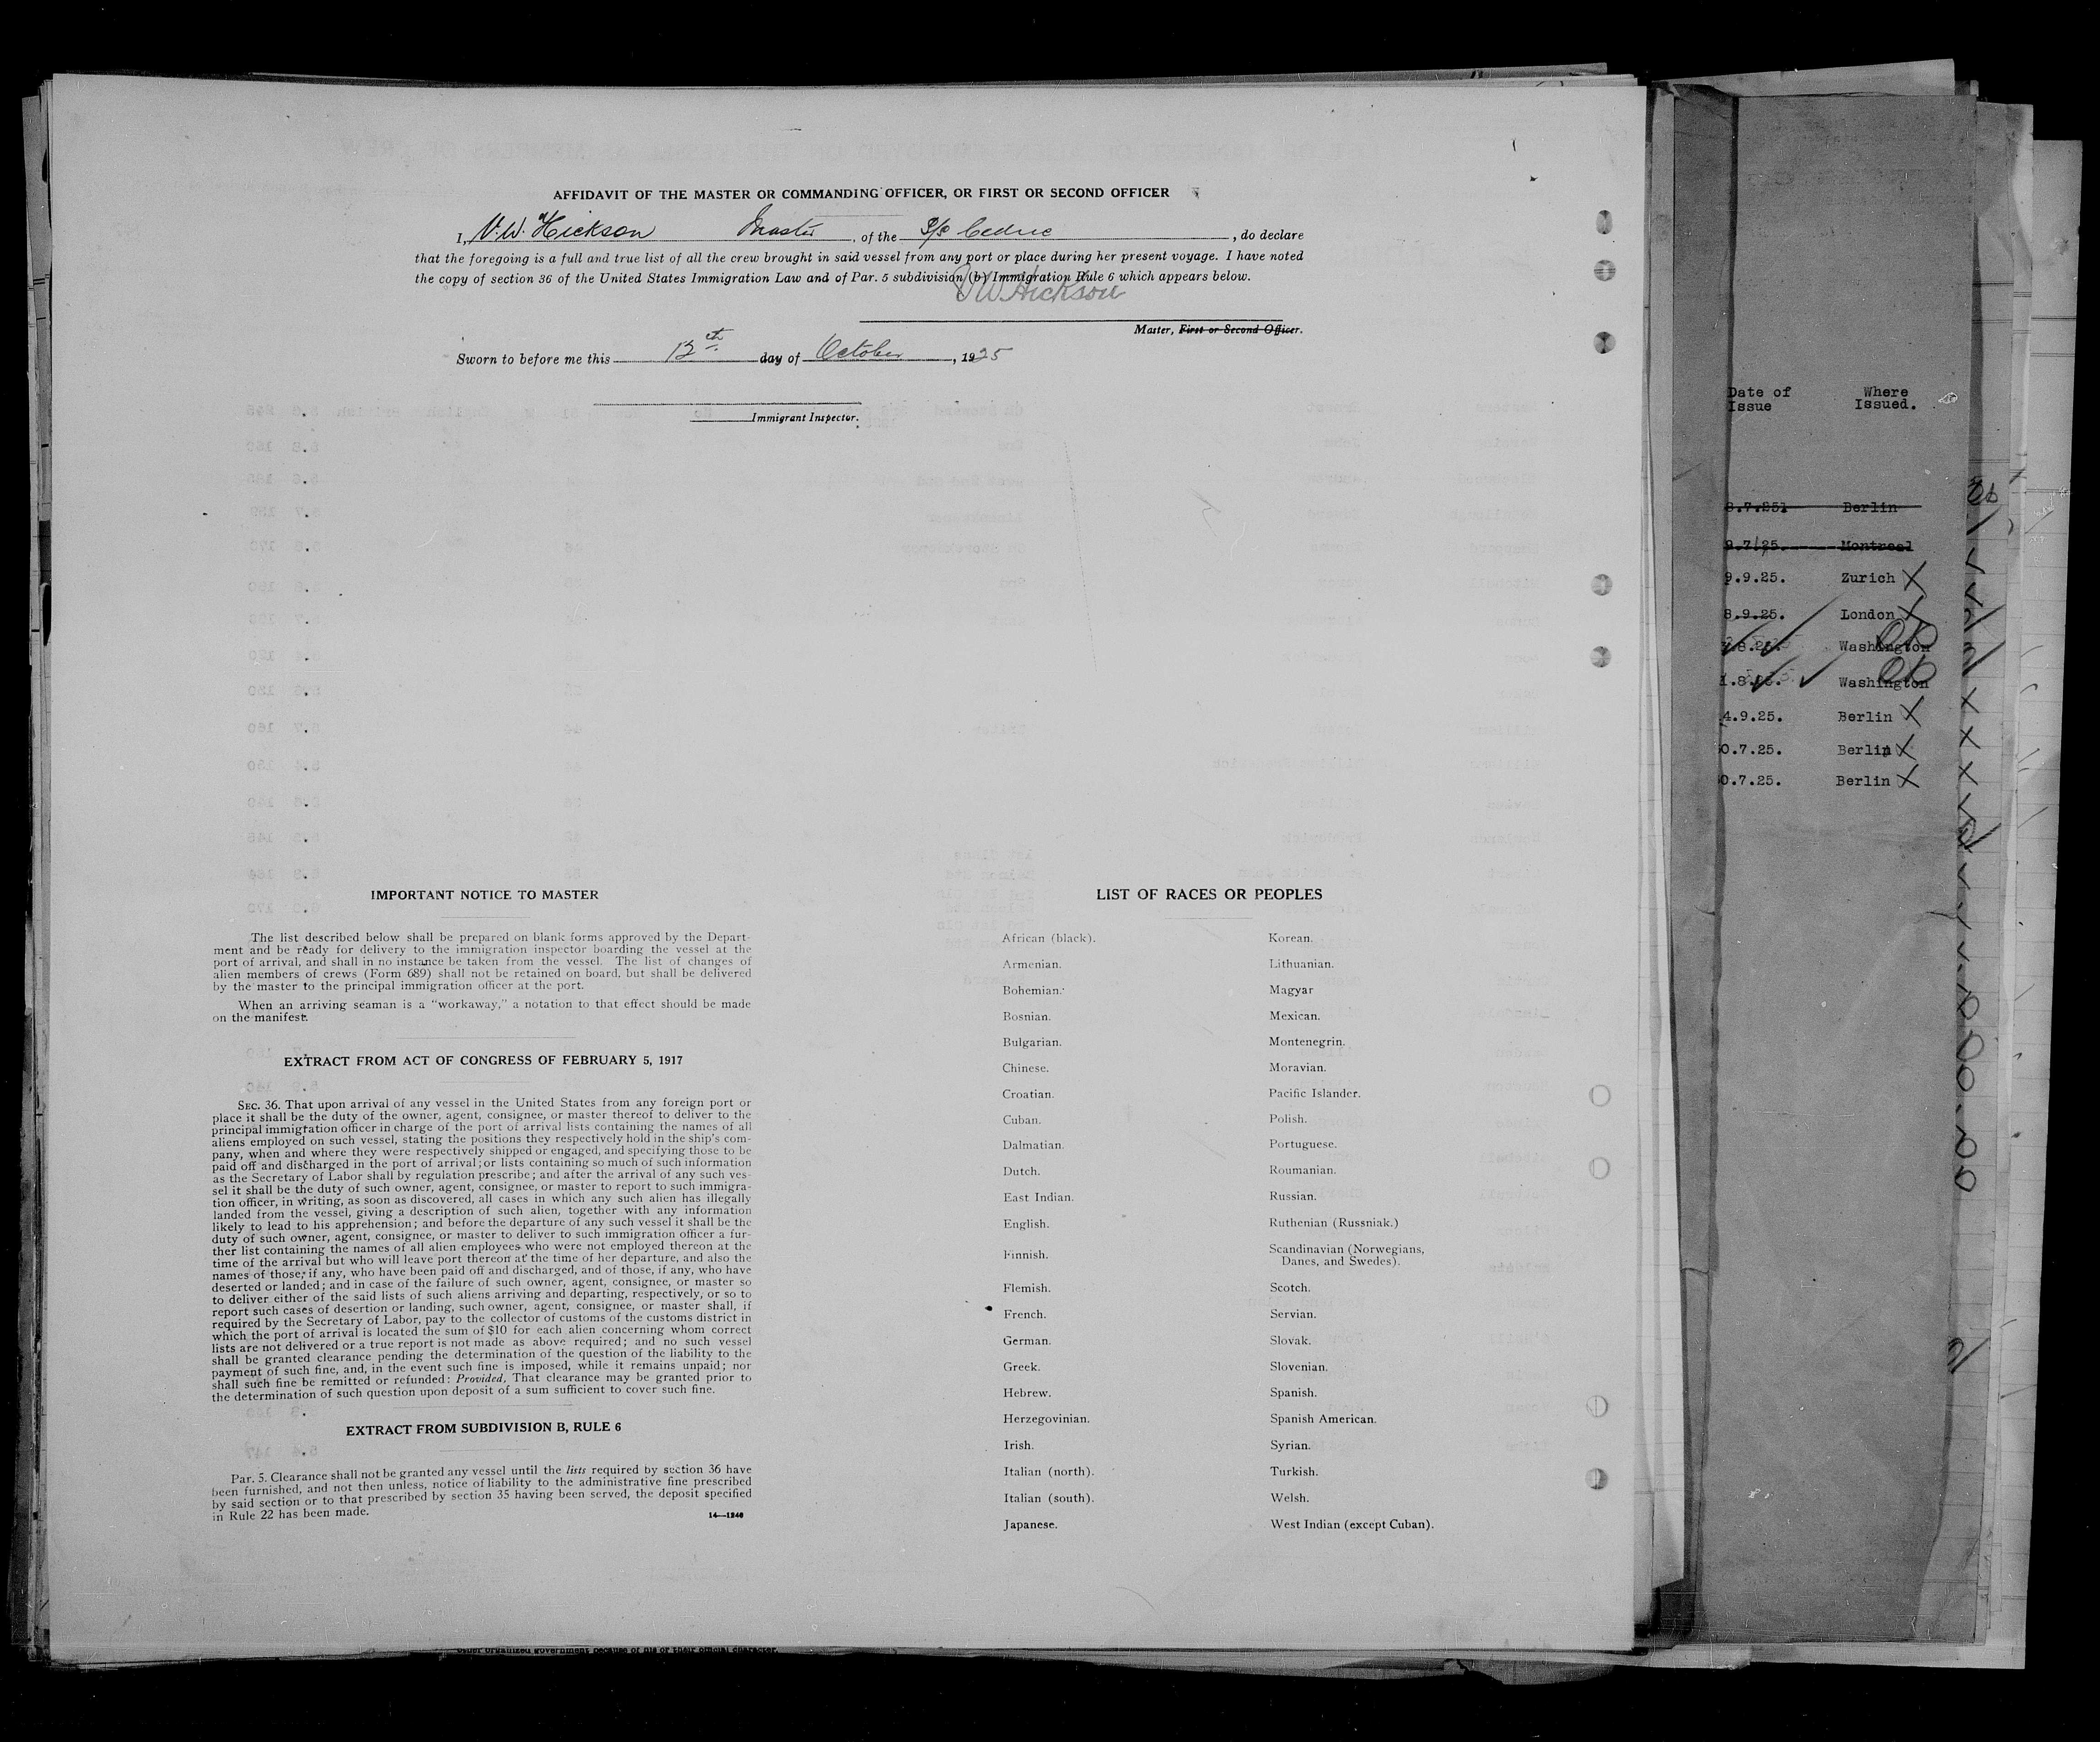 AFFIDAVIT OF THE MASTER OR COMMANDING OFFICER, OR FIRST OR SECOND OFFICER
I, V. W. Hickson Master, of the S/S Cedric, do declare
that the foregoing is a full and true list of all the crew brought in said vessel from any port or place during her present voyage. I have noted
the copy of section 36 of the United States Immigration Law and of Par. 5 subdivision (b) Immigration Rule 6 which appears below.
V W Hickson
Master, First or Second Officer.
Sworn to before me this 12th day of October, 1925
Immigrant Inspector.
IMPORTANT NOTICE TO MASTER
The list described below shall be prepared on blank forms approved by the Depart-
ment and be ready for delivery to the immigration inspector boarding the vessel at the
port of arrival, and shall in no instance be taken from the vessel. The list of changes of
alien members of crews (Form 689) shall not be retained on board, but shall be delivered
by the master to the principal immigration officer at the port.
When an arriving seaman is a "workaway," a notation to that effect should be made
on the manifest.
EXTRACT FROM ACT OF CONGRESS OF FEBRUARY 5, 1917
SEC. 36. That upon arrival of any vessel in the United States from any foreign port or
place it shall be the duty of the owner, agent, consignee, or master thereof to deliver to the
principal immigration officer in charge of the port of arrival lists containing the names of all
aliens employed on such vessel, stating the positions they respectively hold in the ship's com-
pany, when and where they were respectively shipped or engaged, and specifying those to be
paid off and discharged in the port of arrival; or lists containing so much of such information
as the Secretary of Labor shall by regulation prescribe; and after the arrival of any such ves-
sel it shall be the duty of such owner, agent, consignee, or master to report to such immigra-
tion officer, in writing, as soon as discovered, all cases in which any such alien has illegally
landed from the vessel, giving a description of such alien, together with any information
likely to lead to his apprehension; and before the departure of any such vessel it shall be the
duty of such owner, agent, consignee, or master to deliver to such immigration officer a fur-
ther list containing the names of all alien employees who were not employed thereon at the
time of the arrival but who will leave port thereon at the time of her departure, and also the
names of those, if any, who have been paid off and discharged, and of those, if any, who have
deserted or landed; and in case of the failure of such owner, agent, consignee, or master so
to deliver either of the said lists of such aliens arriving and departing, respectively, or so to
report such cases of desertion or landing, such owner, agent, consignee, or master shall, if
required by the Secretary of Labor, pay to the collector of customs of the customs district in
which the port of arrival is located the sum of $10 for each alien concerning whom correct
lists are not delivered or a true report is not made as above required; and no such vessel
shall be granted clearance pending the determination of the question of the liability to the
payment of such fine, and, in the event such fine is imposed, while it remains unpaid; nor
shall such fine be remitted or refunded: Provided, That clearance may be granted prior to
the determination of such question upon deposit of a sum sufficient to cover such fine.
EXTRACT FROM SUBDIVISION B, RULE 6
Par. 5. Clearance shall not be granted any vessel until the lists required by section 36 have
been furnished, and not then unless, notice of liability to the administrative fine prescribed
by said section or to that prescribed by section 35 having been served, the deposit specified
in Rule 22 has been made.
14—1240
LIST OF RACES OR PEOPLES
African (black).
Armenian.
Bohemian.
Bosnian.
Bulgarian.
Chinese.
Croatian.
Cuban.
Dalmatian.
Dutch.
East Indian.
English.
Finnish.
Flemish.
French.
German.
Greek.
Hebrew.
Herzegovinian.
Irish.
Italian (north).
Italian (south).
Japanese.
Korean.
Lithuanian.
Magyar
Mexican.
Montenegrin.
Moravian.
Pacific Islander.
Polish.
Portuguese.
Roumanian.
Russian.
Ruthenian (Russniak.)
Scandinavian (Norwegians,
Danes, and Swedes).
Scotch.
Servian.
Slovak.
Slovenian.
Spanish.
Spanish American.
Syrian.
Turkish.
Welsh.
West Indian (except Cuban).
other organized government because of his or their official character.
Date of Where
Issue Issued.
8.7.25 Berlin
9.7/25. Montreal
9.9.25. Zurich X
8.9.25. London X
Washington
Washington
4.9.25. Berlin X
0.7.25. Berlin X
0.7.25. Berlin X